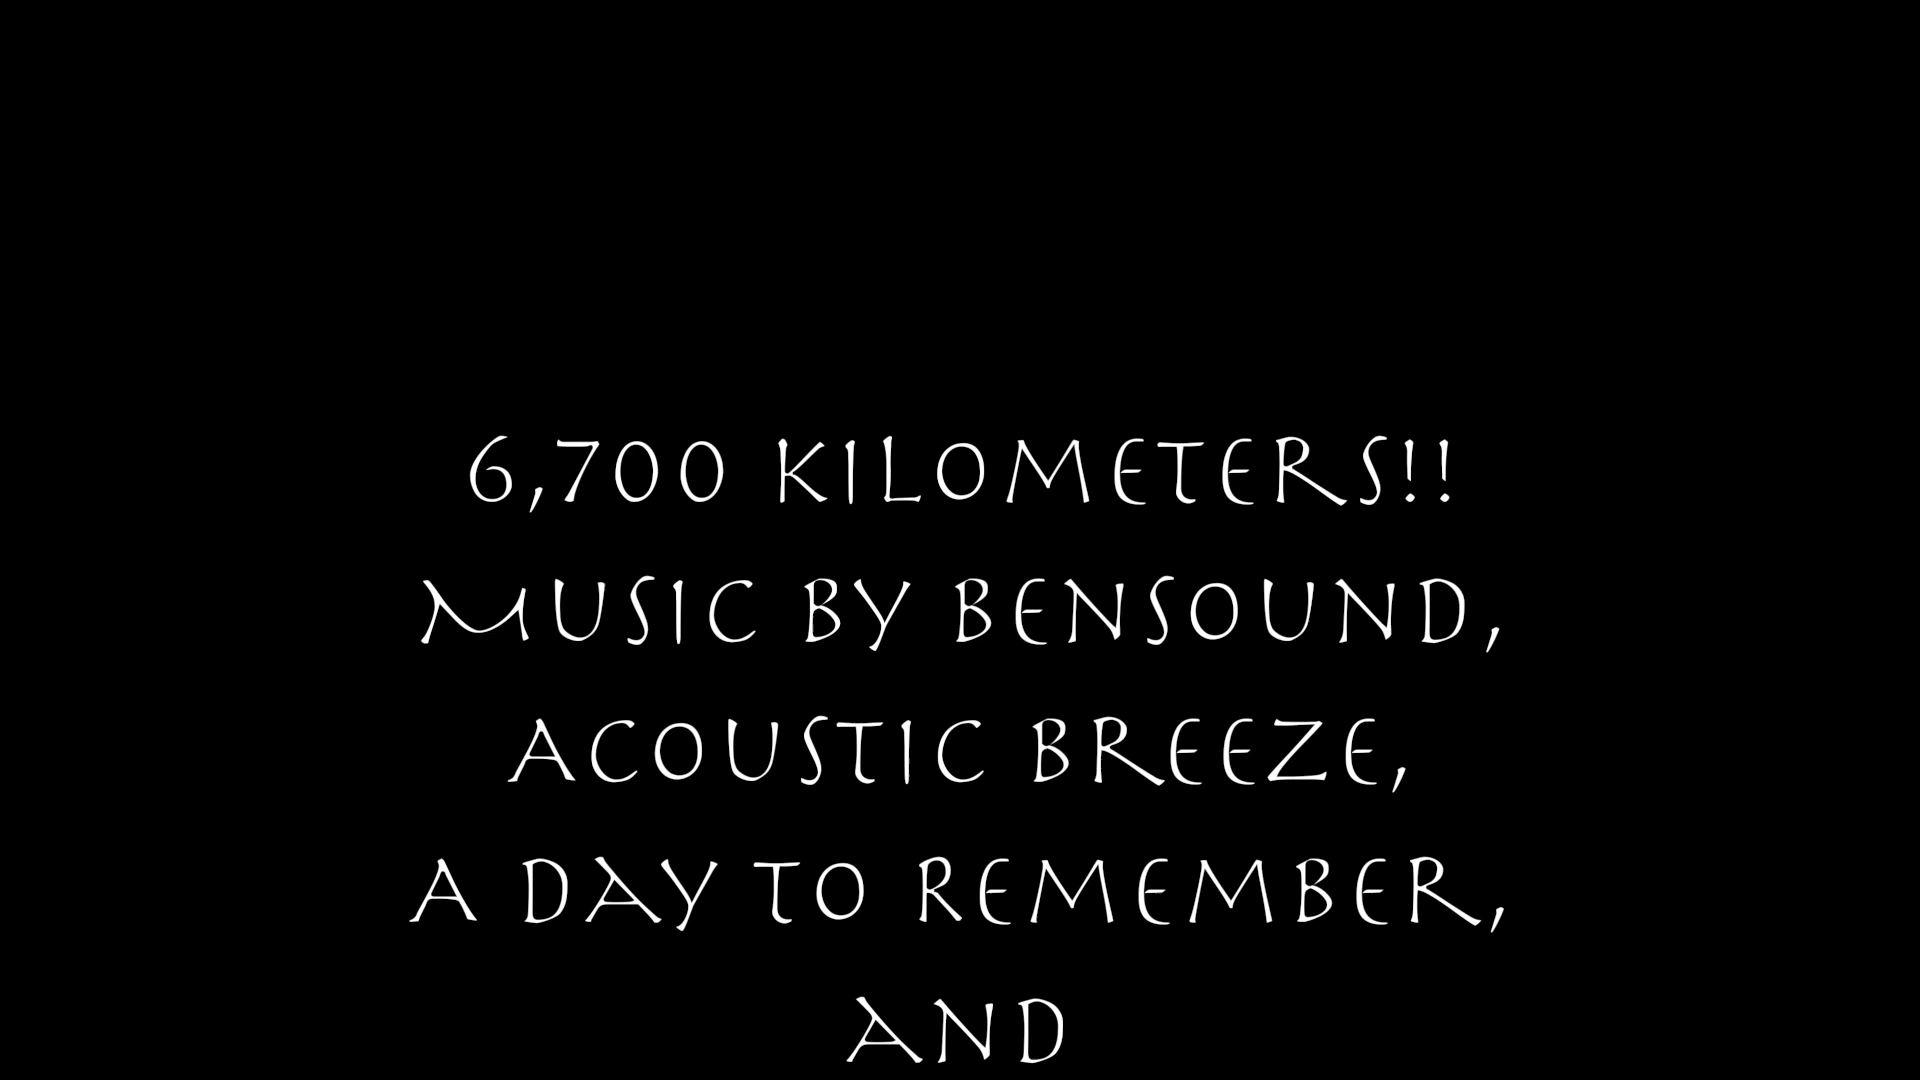 6,700 KILOMETERS!!
MUSIC BY BENSOUND,
ACOUSTIC BREEZE,
A DAY TO REMEMBER,
AND